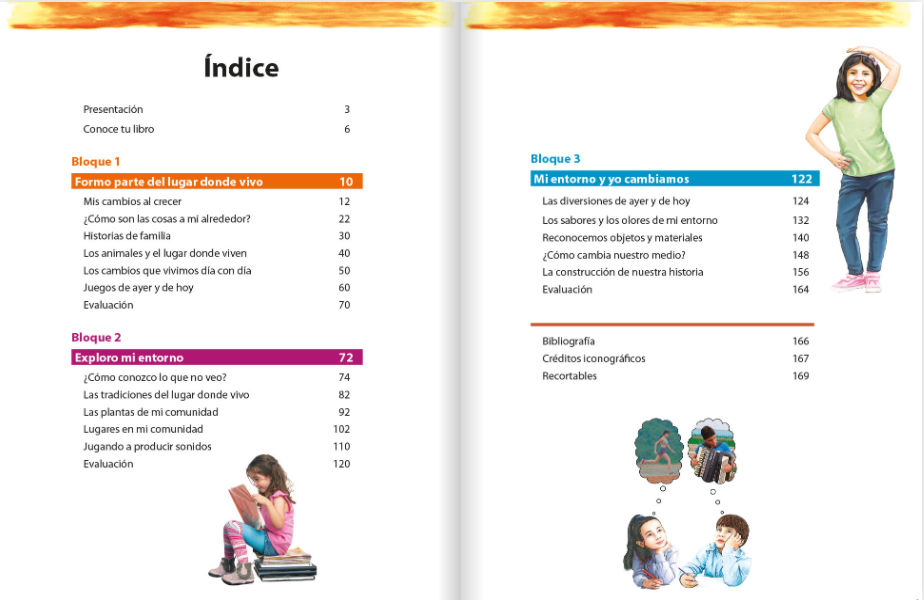 Índice
Presentación 3
Conoce tu libro 6
Bloque 1
Formo parte del lugar donde vivo 10
Mis cambios al crecer 12
¿Cómo son las cosas a mi alrededor? 22
Historias de familia 30
Los animales y el lugar donde viven 40
Los cambios que vivimos día con día 50
Juegos de ayer y de hoy 60
Evaluación 70
Bloque 2
Exploro mi entorno 72
¿Cómo conozco lo que no veo? 74
Las tradiciones del lugar donde vivo 82
Las plantas de mi comunidad 92
Lugares en mi comunidad 102
Jugando a producir sonidos 110
Evaluación 120
Bloque 3
Mi entorno y yo cambiamos 122
Las diversiones de ayer y de hoy 124
Los sabores y los olores de mi entorno 132
Reconocemos objetos y materiales 140
¿Cómo cambia nuestro medio? 148
La construcción de nuestra historia 156
Evaluación 164
Bibliografía 166
Créditos iconográficos 167
Recortables 169